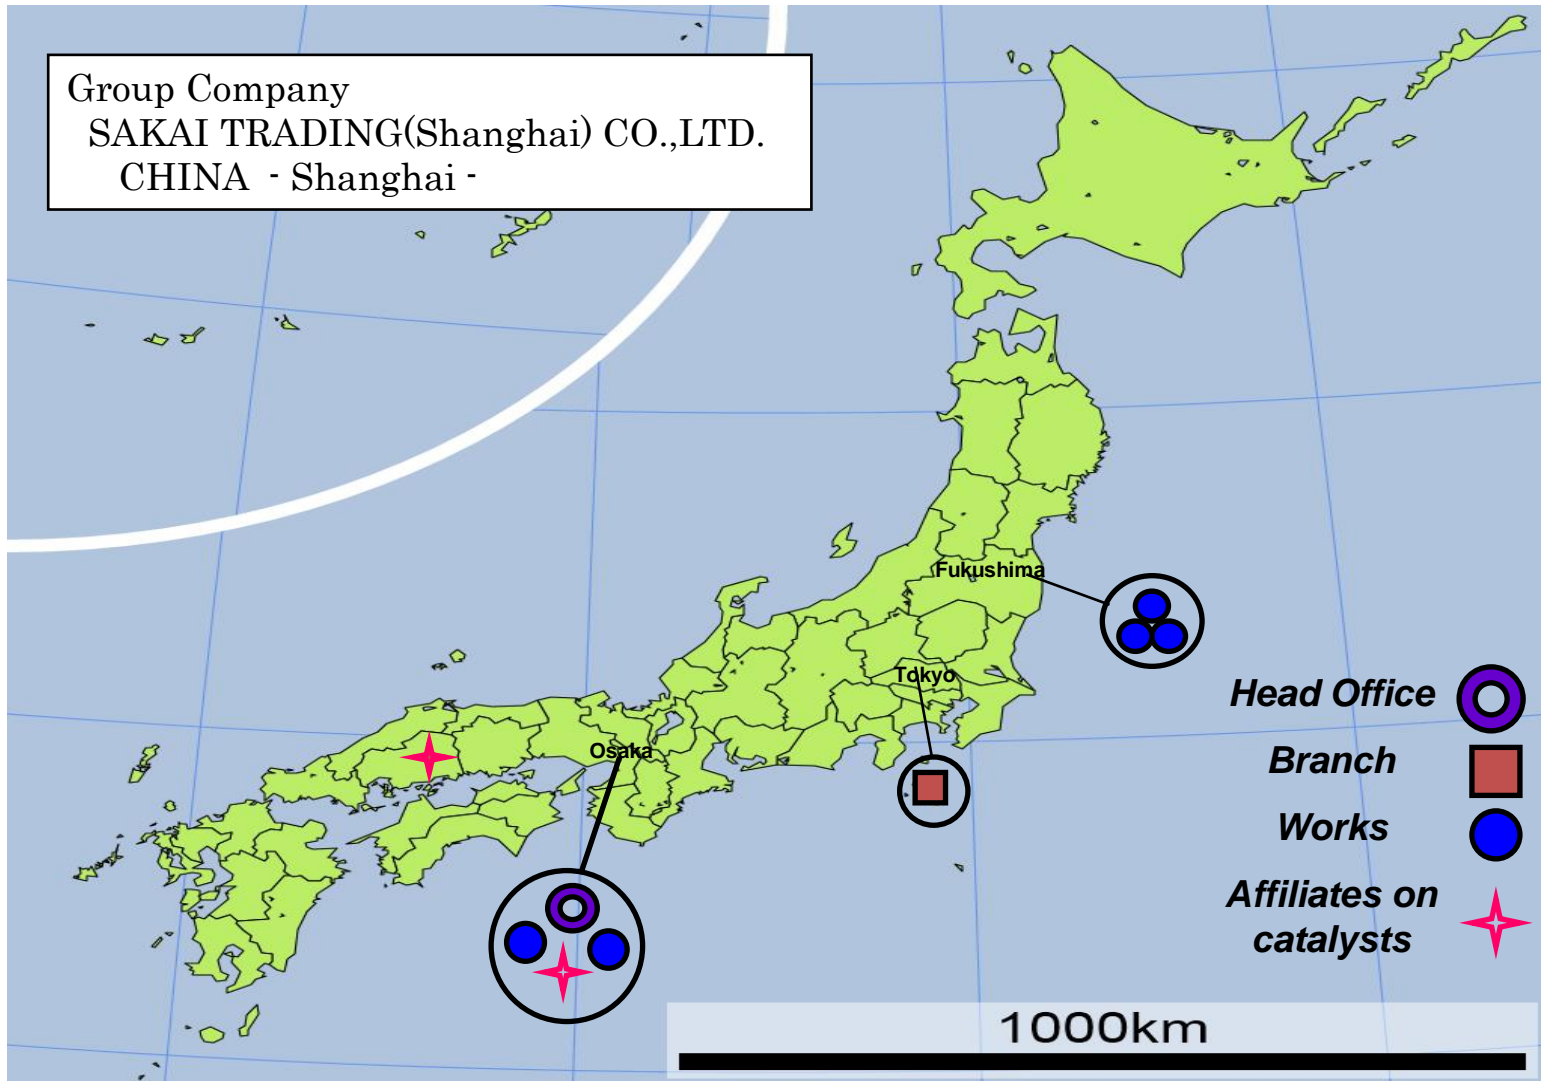 Group Company
SAKAI TRADING(Shanghai) CO.,LTD.
CHINA - Shanghai -
Fukushima
Tokyo
Osaka
Head Office
Branch
Works
Affiliates on
catalysts
1000km